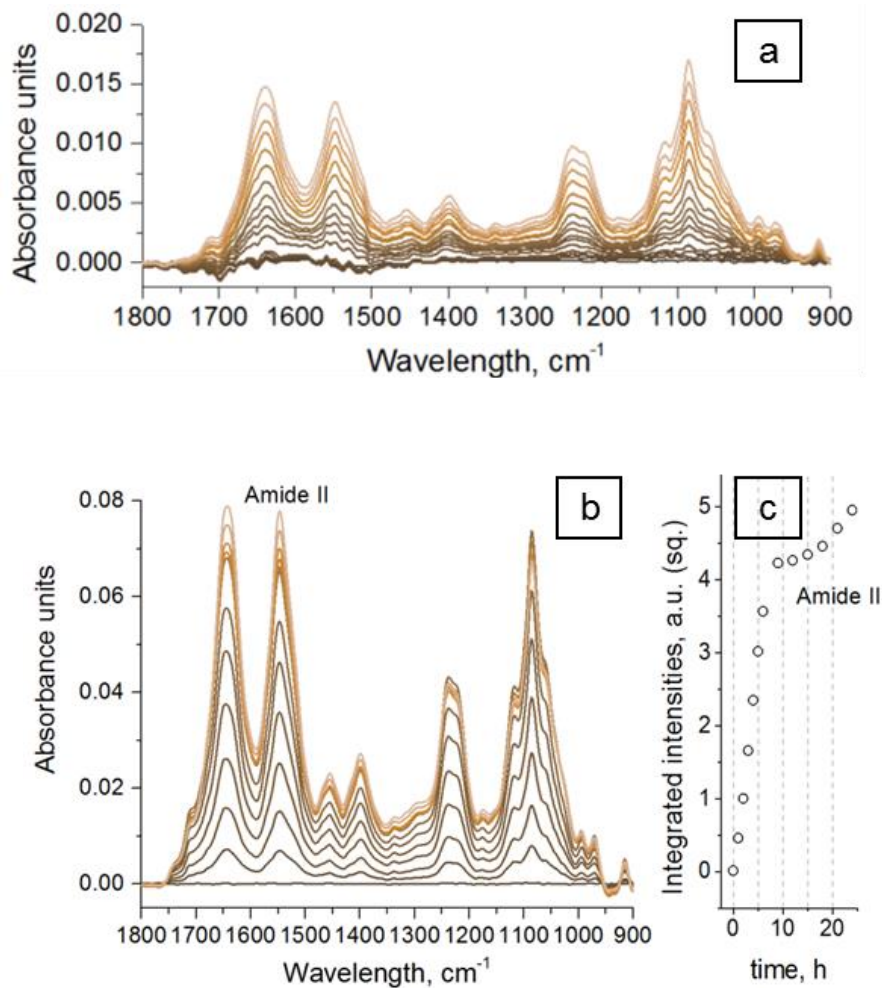 a
Absorbance units
0.020
0.015
0.010
0.005
0.000
1800 1700 1600 1500 1400 1300 1200 1100 1000 900
Wavelength, cm⁻¹
b
Amide II
Absorbance units
0.08
0.06
0.04
0.02
0.00
1800 1700 1600 1500 1400 1300 1200 1100 1000 900
Wavelength, cm⁻¹
c
Amide II
Integrated intensities, a.u. (sq.)
5
4
3
2
1
0
0 10 20
time, h